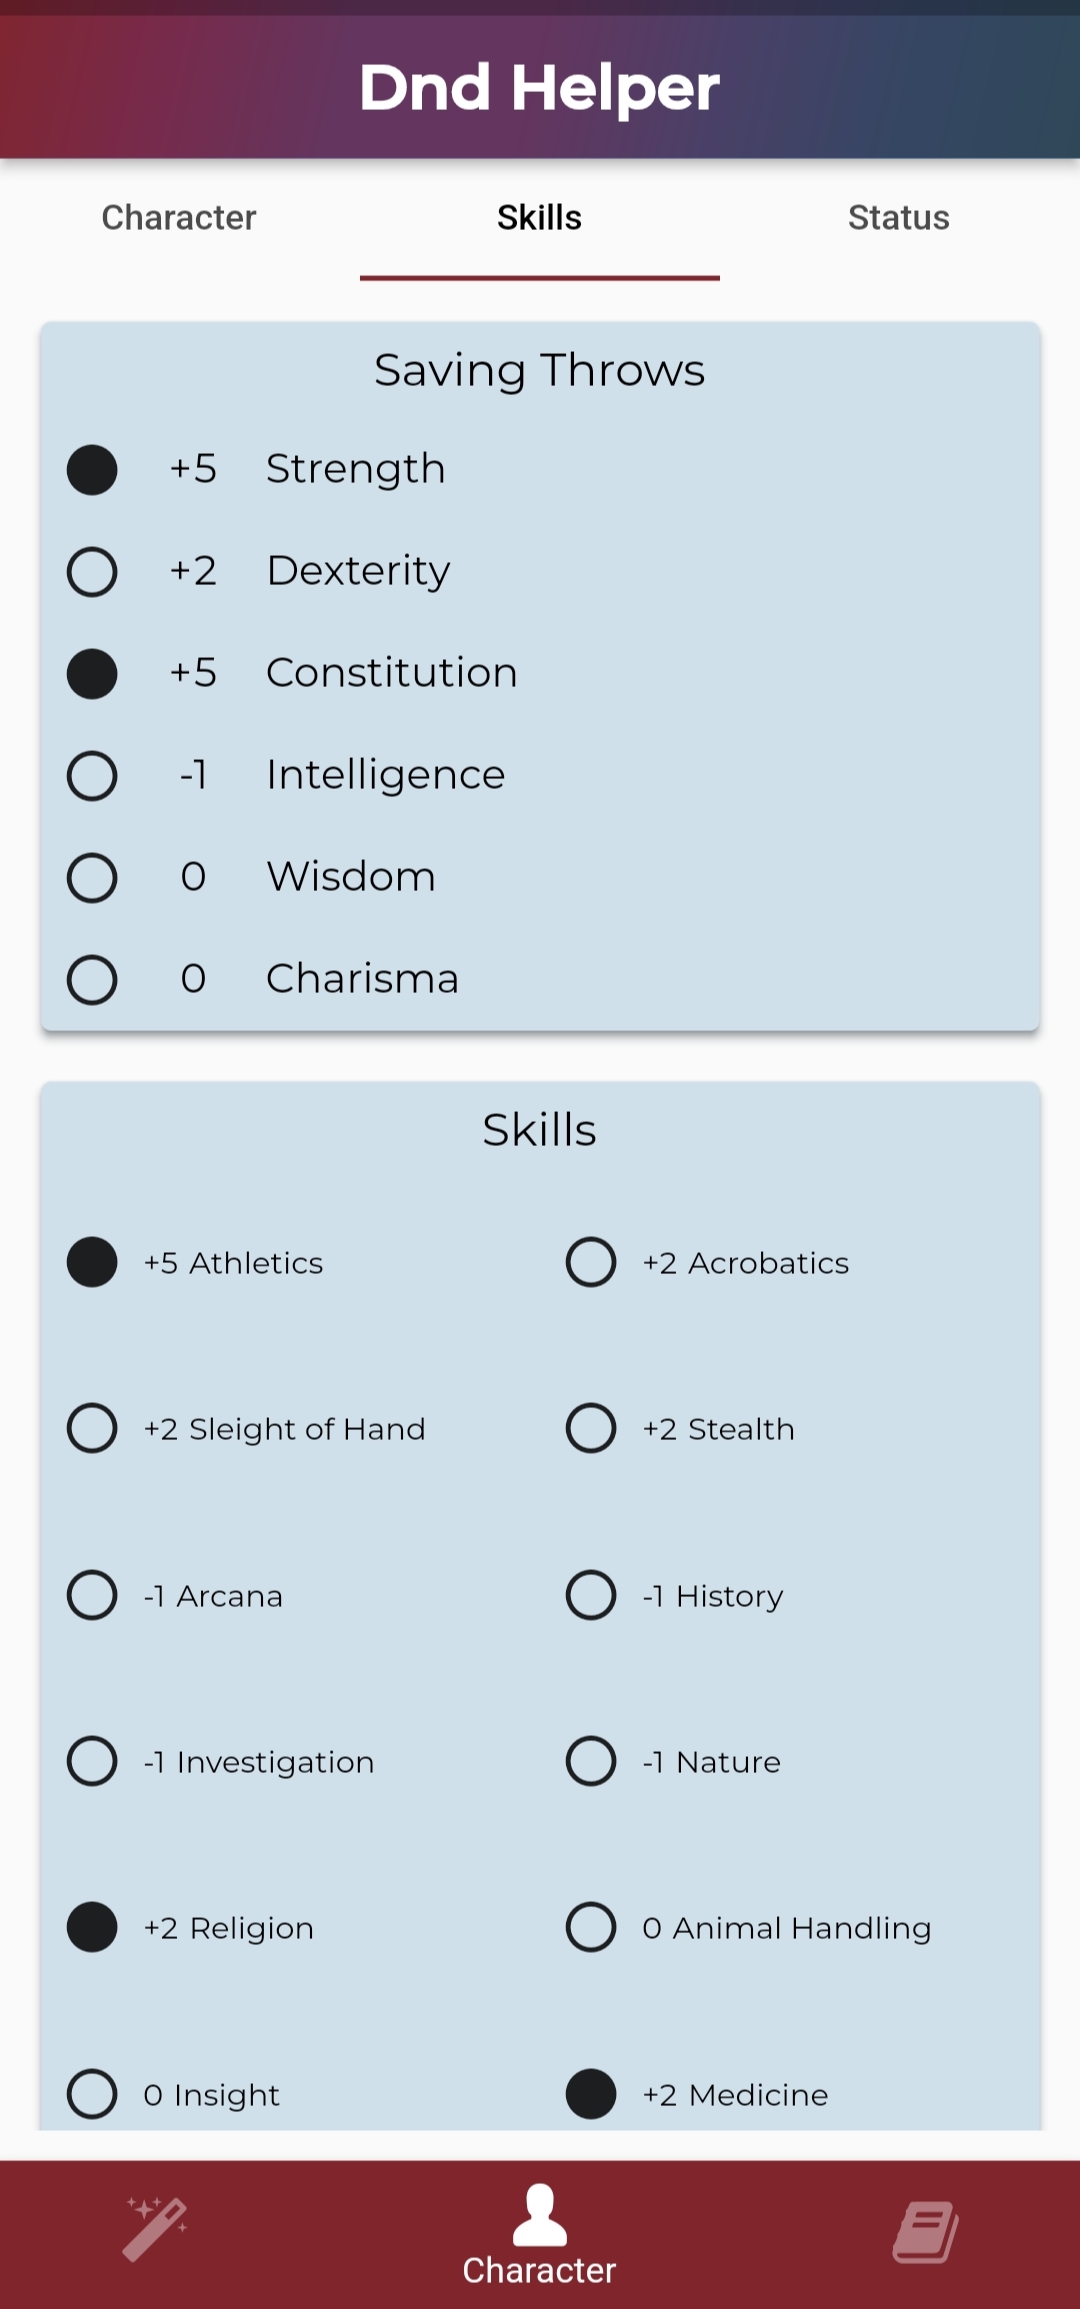 Dnd Helper
Character Skills Status
Saving Throws
+5 Strength
+2 Dexterity
+5 Constitution
-1 Intelligence
0 Wisdom
0 Charisma
Skills
+5 Athletics +2 Acrobatics
+2 Sleight of Hand +2 Stealth
-1 Arcana -1 History
-1 Investigation -1 Nature
+2 Religion 0 Animal Handling
0 Insight +2 Medicine
Character